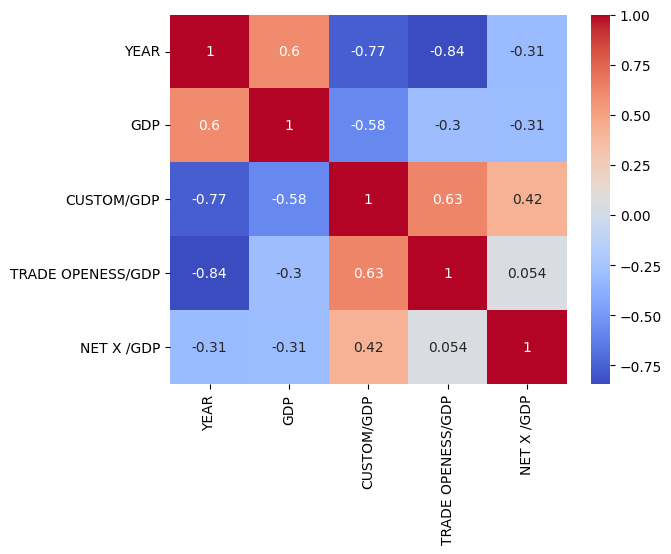 YEAR 1 0.6 -0.77 -0.84 -0.31
GDP 0.6 1 -0.58 -0.3 -0.31
CUSTOM/GDP -0.77 -0.58 1 0.63 0.42
TRADE OPENESS/GDP -0.84 -0.3 0.63 1 0.054
NET X /GDP -0.31 -0.31 0.42 0.054 1
YEAR
GDP
CUSTOM/GDP
TRADE OPENESS/GDP
NET X /GDP
1.00
0.75
0.50
0.25
0.00
−0.25
−0.50
−0.75